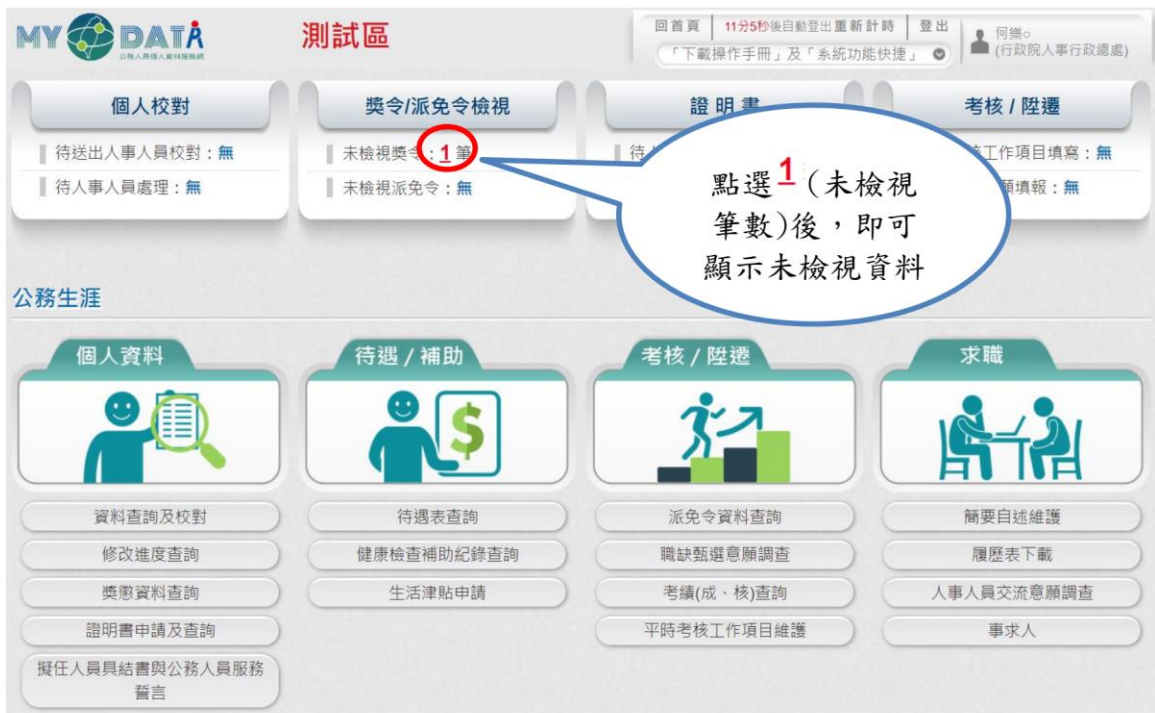 MY DATA
公務人員個人資料服務網
測試區
回首頁 11分5秒後自動登出重新計時 登出
「下載操作手冊」及「系統功能快捷」
何樂○
(行政院人事行政總處)
個人校對
待送出人事人員校對：無
待人事人員處理：無
獎令/派免令檢視
未檢視獎令：1筆
未檢視派免令：無
證明書
待
考核 / 陞遷
工作項目填寫：無
填報：無
點選1(未檢視
筆數)後，即可
顯示未檢視資料
公務生涯
個人資料
資料查詢及校對
修改進度查詢
獎懲資料查詢
證明書申請及查詢
擬任人員具結書與公務人員服務
誓言
待遇 / 補助
待遇表查詢
健康檢查補助紀錄查詢
生活津貼申請
考核 / 陞遷
派免令資料查詢
職缺甄選意願調查
考績(成、核)查詢
平時考核工作項目維護
求職
簡要自述維護
履歷表下載
人事人員交流意願調查
事求人